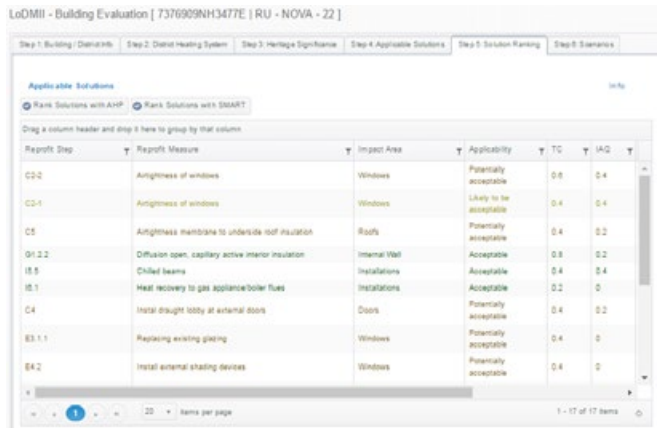 LoDMII - Building Evaluation [ 7376909NH3477E | RU - NOVA - 22 ]
Step 1: Building / District Info Step 2: District Heating System Step 3: Heritage Significance Step 4: Applicable Solutions Step 5: Solution Ranking Step 6: Scenarios
Applicable Solutions Info
Rank Solutions with AHP Rank Solutions with SMART
Drag a column header and drop it here to group by that column
Reprofit Step Reprofit Measure Impact Area Applicability TC IAQ
C2-2 Airtightness of windows Windows Potentially acceptable 0.6 0.4
C2-1 Airtightness of windows Windows Likely to be acceptable 0.4 0.4
C5 Airtightness membrane to underside roof insulation Roofs Potentially acceptable 0.4 0.2
G1.2.2 Diffusion open, capillary active interior insulation Internal Wall Acceptable 0.8 0.2
I5.5 Chilled beams Installations Acceptable 0.4 0.4
I6.1 Heat recovery to gas appliance/boiler flues Installations Acceptable 0.2 0
C4 Instal draught lobby at external doors Doors Potentially acceptable 0.4 0.2
E3.1.1 Replacing existing glazing Windows Potentially acceptable 0.4 0
E4.2 Install external shading devices Windows Potentially acceptable 0.4 0
1 20 items per page 1 - 17 of 17 items